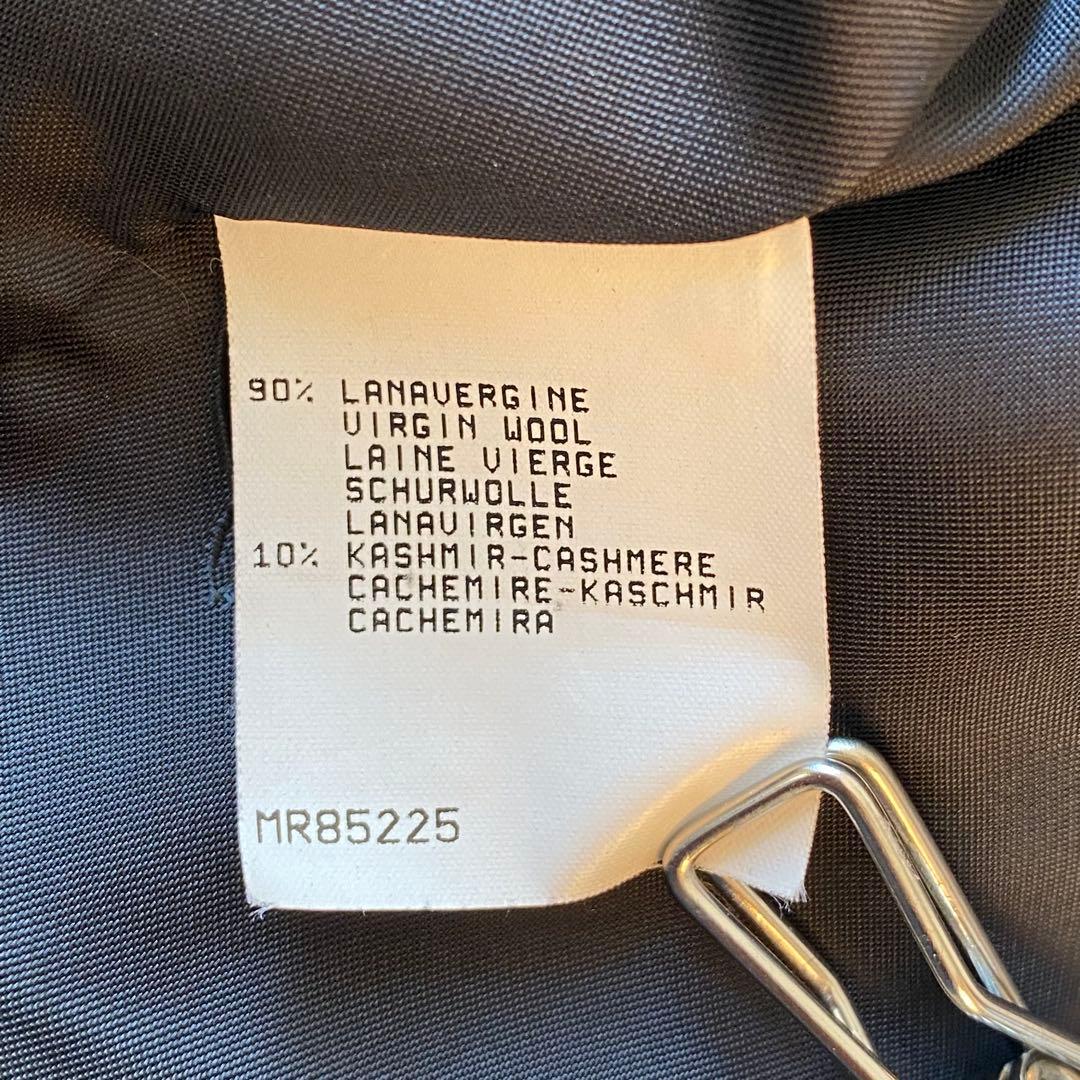 90% LANAVERGINE
VIRGIN WOOL
LAINE VIERGE
SCHURWOLLE
LANAVIRGEN
10% KASHMIR-CASHMERE
CACHEMIRE-KASCHMIR
CACHEMIRA
MR85225